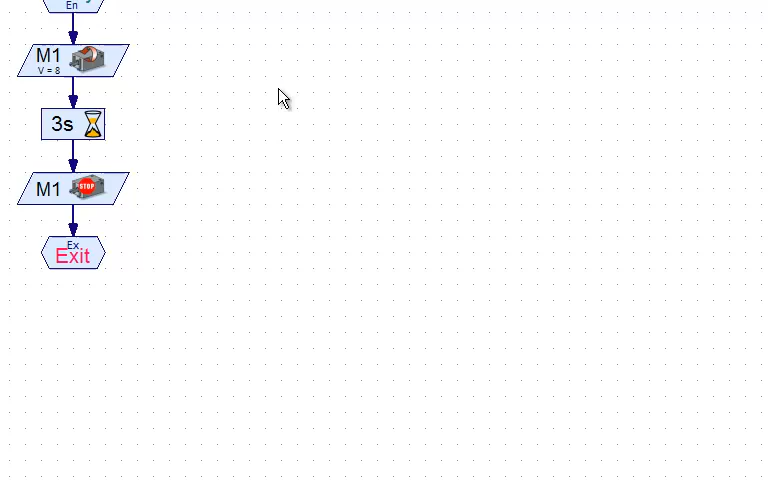 En
M1
V = 8
3s
M1
STOP
Ex.
Exit